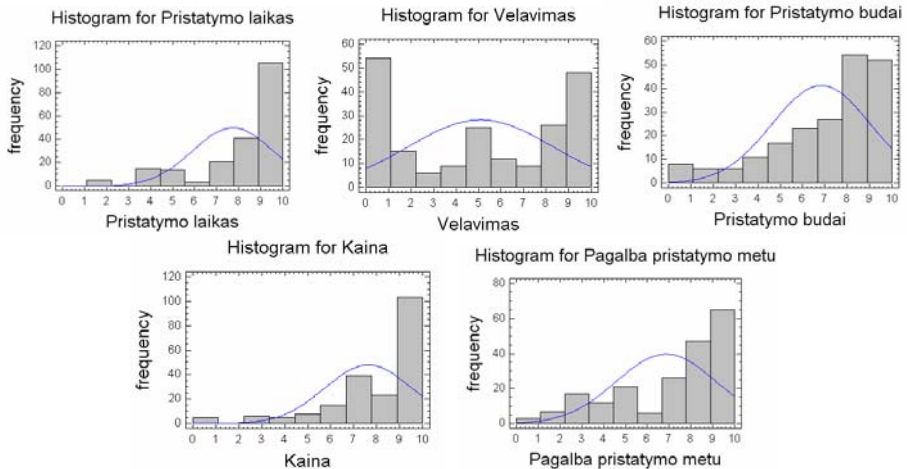 Histogram for Pristatymo laikas
frequency
120
100
80
60
40
20
0
0 1 2 3 4 5 6 7 8 9 10
Pristatymo laikas
Histogram for Velavimas
frequency
60
50
40
30
20
10
0
0 1 2 3 4 5 6 7 8 9 10
Velavimas
Histogram for Pristatymo budai
frequency
60
50
40
30
20
10
0
0 1 2 3 4 5 6 7 8 9 10
Pristatymo budai
Histogram for Kaina
frequency
120
100
80
60
40
20
0
0 1 2 3 4 5 6 7 8 9 10
Kaina
Histogram for Pagalba pristatymo metu
frequency
80
60
40
20
0
0 1 2 3 4 5 6 7 8 9 10
Pagalba pristatymo metu